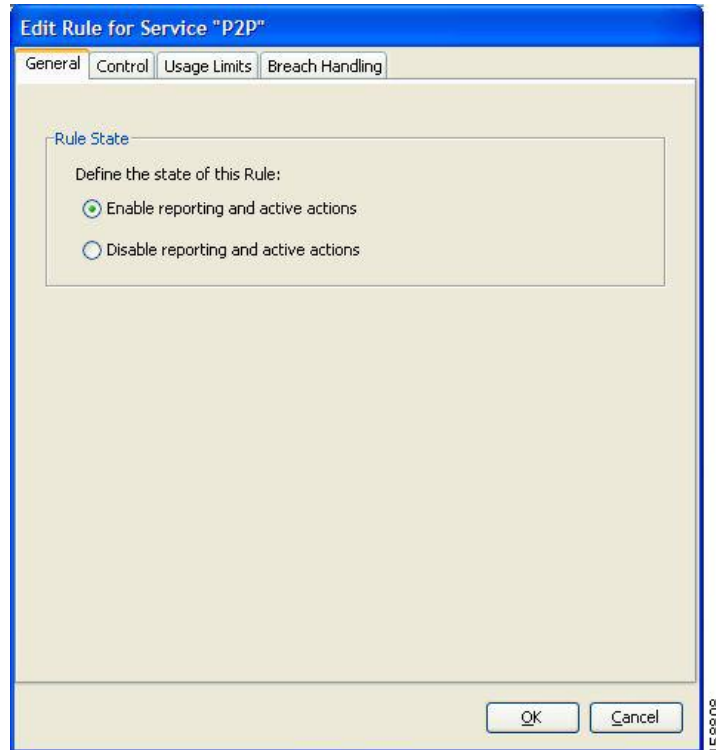 Edit Rule for Service "P2P"
General Control Usage Limits Breach Handling
Rule State
Define the state of this Rule:
Enable reporting and active actions
Disable reporting and active actions
OK Cancel